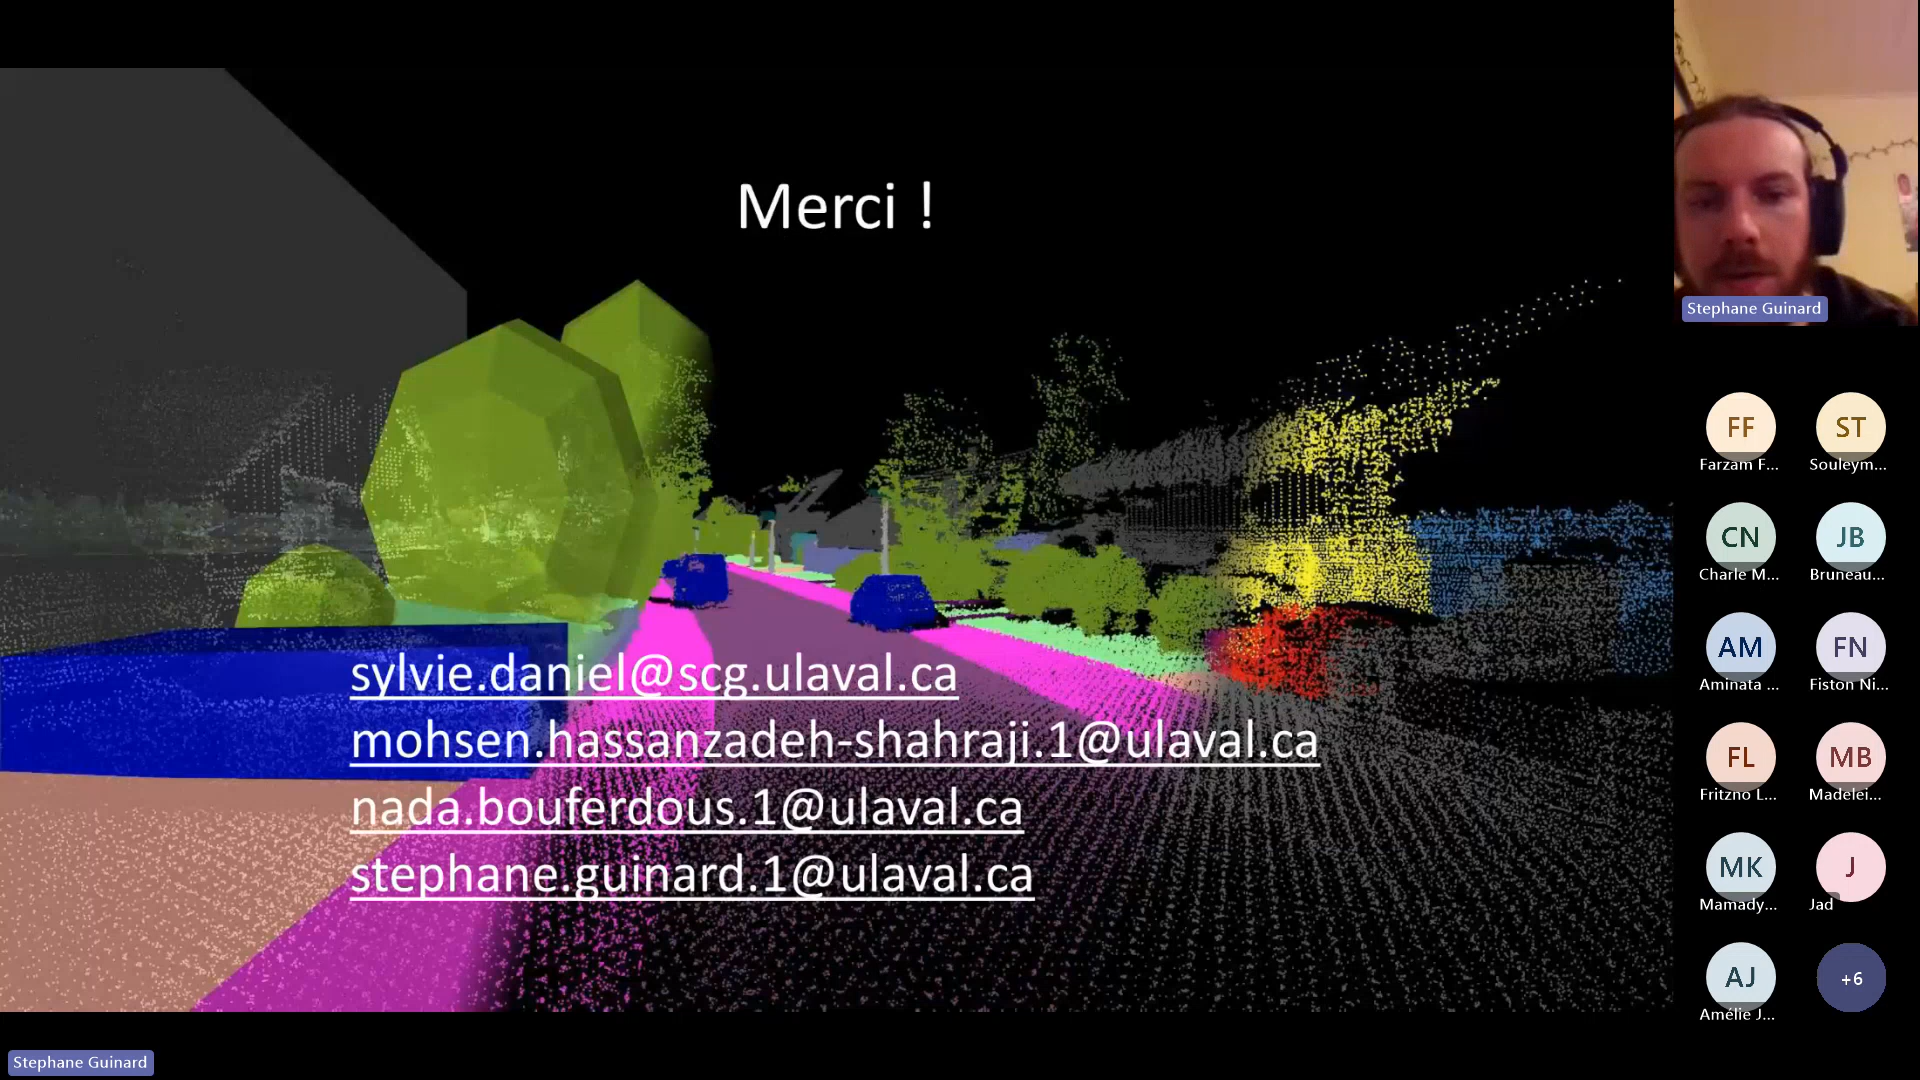 Merci !
sylvie.daniel@scg.ulaval.ca
mohsen.hassanzadeh-shahraji.1@ulaval.ca
nada.bouferdous.1@ulaval.ca
stephane.guinard.1@ulaval.ca
Stephane Guinard
FF
ST
Farzam F...
Souleym...
CN
JB
Charle M...
Bruneau...
AM
FN
Aminata ...
Fiston Ni...
FL
MB
Fritzno L...
Madelei...
MK
J
Mamady...
Jad
AJ
+6
Amélie J...
Stephane Guinard